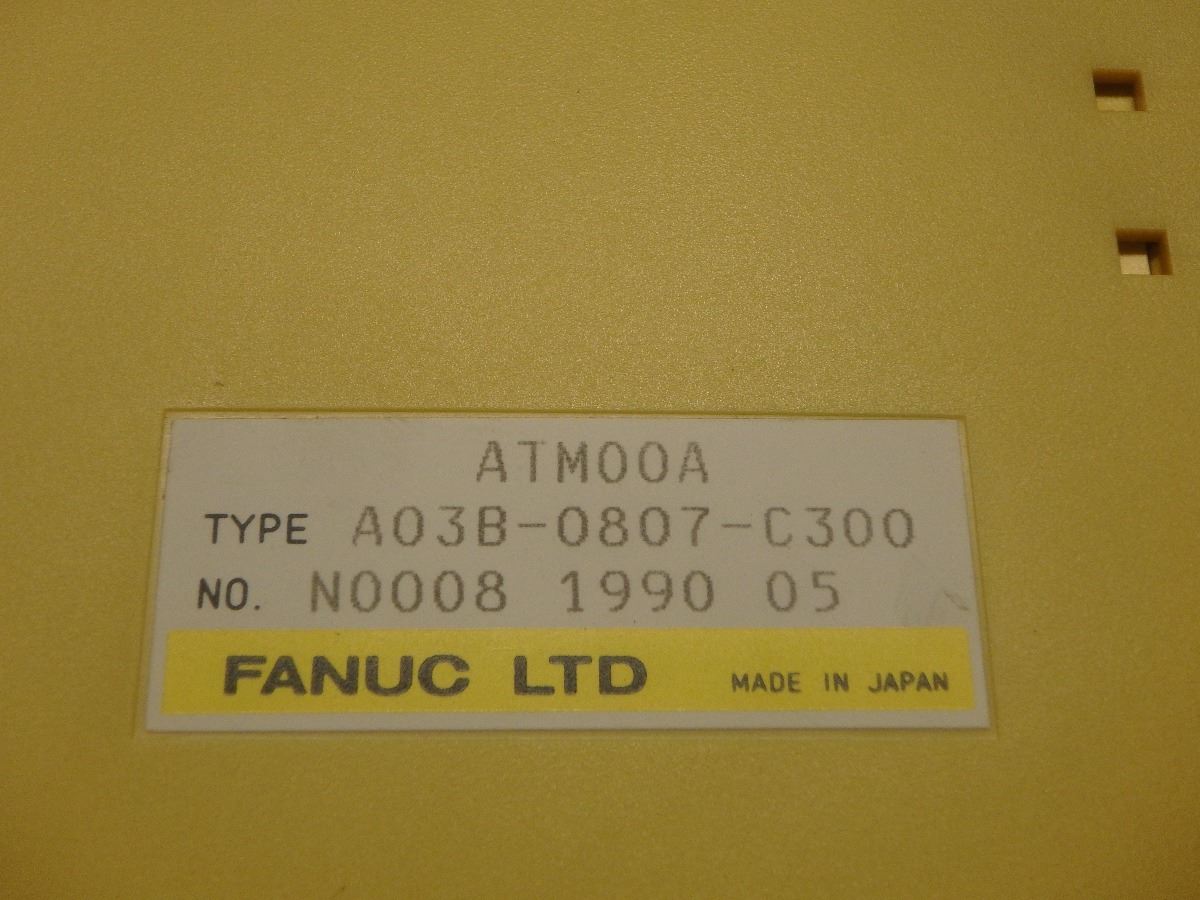 ATM00A
TYPE A03B-0807-C300
NO. N0008 1990 05
FANUC LTD MADE IN JAPAN